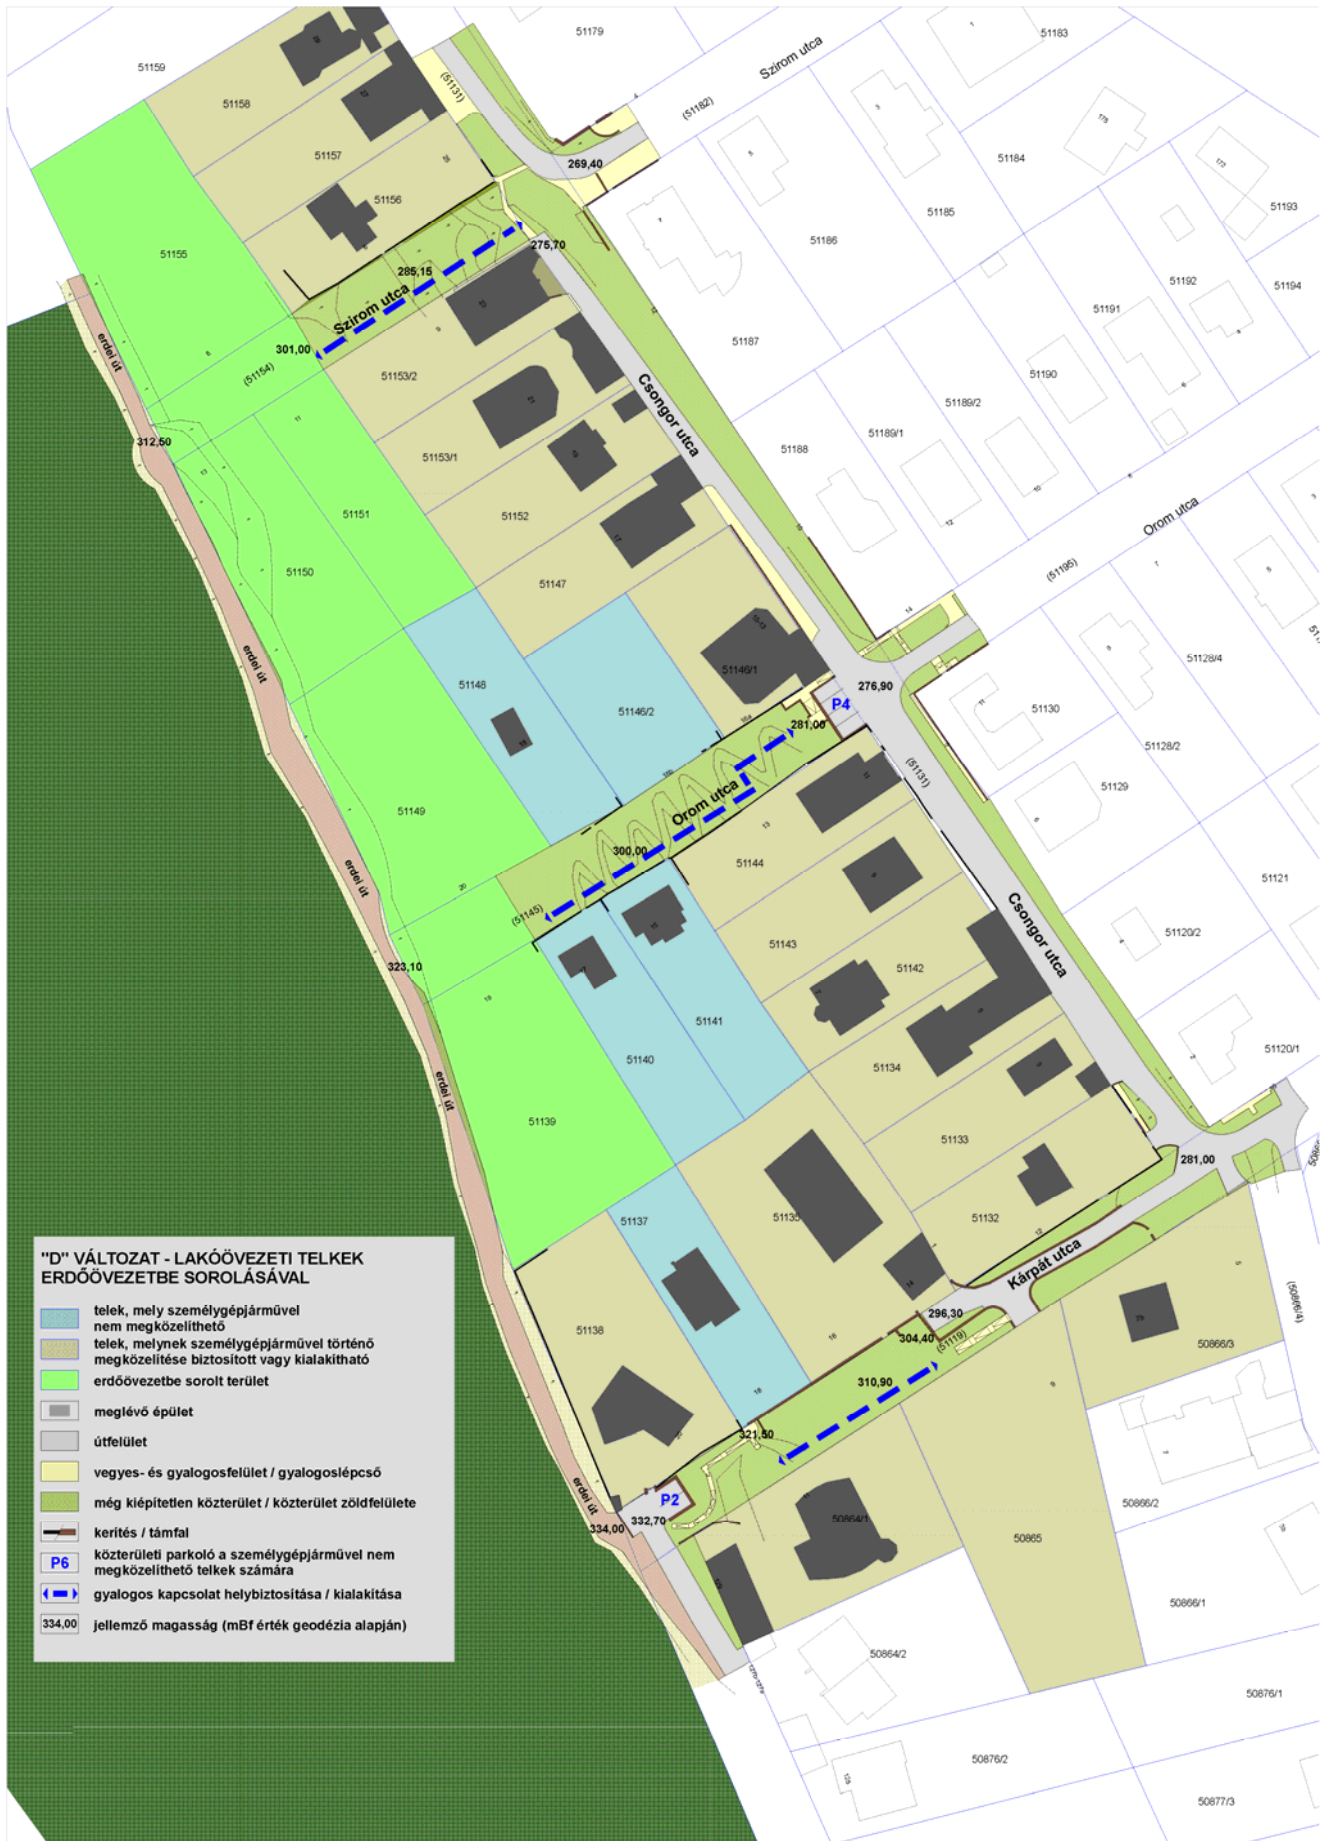 51179
51183
51159
Szirom utca
(51131)
(51182)
51158
269,40
51157
51184
51156
51193
51185
51186
275,70
51155
285,15
51192
51194
Szirom utca
51191
301,00
51187
erdei út
(51154)
51153/2
51190
Csongor utca
51189/2
312,50
51189/1
51153/1
51188
51151
51152
Orom utca
51150
51147
(51195)
erdei út
51128/4
51148
51146/1
276,90
51146/2
P4
51130
281,00
51128/2
(51131)
51129
51149
Orom utca
300,00
51144
erdei út
51121
(51145)
Csongor utca
51120/2
51143
323,10
51142
51141
51140
51120/1
51134
erdei út
51139
51133
281,00
51137
51135
51132
Kárpát utca
296,30
51138
304,40
(51119)
50866/3
(50866/4)
310,90
321,50
erdei út
P2
334,00
332,70
50864/1
50866/2
50865
50866/1
50864/2
50876/1
50876/2
50877/3
"D" VÁLTOZAT - LAKÓÖVEZETI TELKEK
ERDŐÖVEZETBE SOROLÁSÁVAL
telek, mely személygépjárművel
nem megközelíthető
telek, melynek személygépjárművel történő
megközelítése biztosított vagy kialakítható
erdőövezetbe sorolt terület
meglévő épület
útfelület
vegyes- és gyalogosfelület / gyalogoslépcső
még kiépítetlen közterület / közterület zöldfelülete
kerítés / támfal
P6 közterületi parkoló a személygépjárművel nem
megközelíthető telkek számára
gyalogos kapcsolat helybiztosítása / kialakítása
334,00 jellemző magasság (mBf érték geodézia alapján)